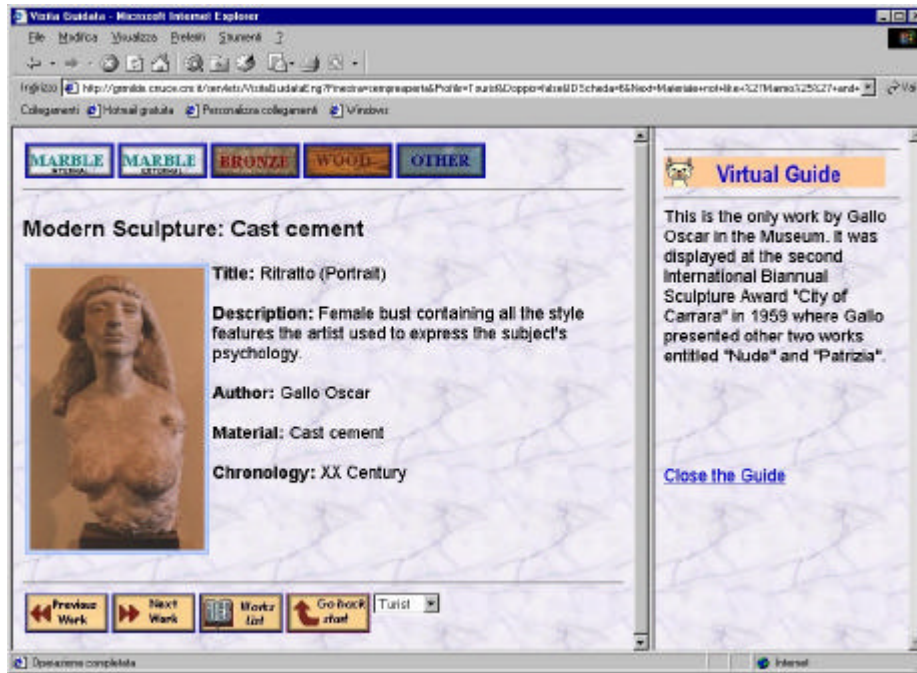 Visita Guidata - Microsoft Internet Explorer
File Modifica Visualizza Preferiti Strumenti ?
Indirizzo
Collegamenti Hotmail gratuita Personalizza collegamenti Windows
MARBLE INTERNAL MARBLE EXTERNAL BRONZE WOOD OTHER
Modern Sculpture: Cast cement
Title: Ritratto (Portrait)
Description: Female bust containing all the style
features the artist used to express the subject's
psychology.
Author: Gallo Oscar
Material: Cast cement
Chronology: XX Century
Previous Work Next Work Works List Go back start Turist
Virtual Guide
This is the only work by Gallo
Oscar in the Museum. It was
displayed at the second
International Biannual
Sculpture Award "City of
Carrara" in 1959 where Gallo
presented other two works
entitled "Nude" and "Patrizia".
Close the Guide
Operazione completata Internet